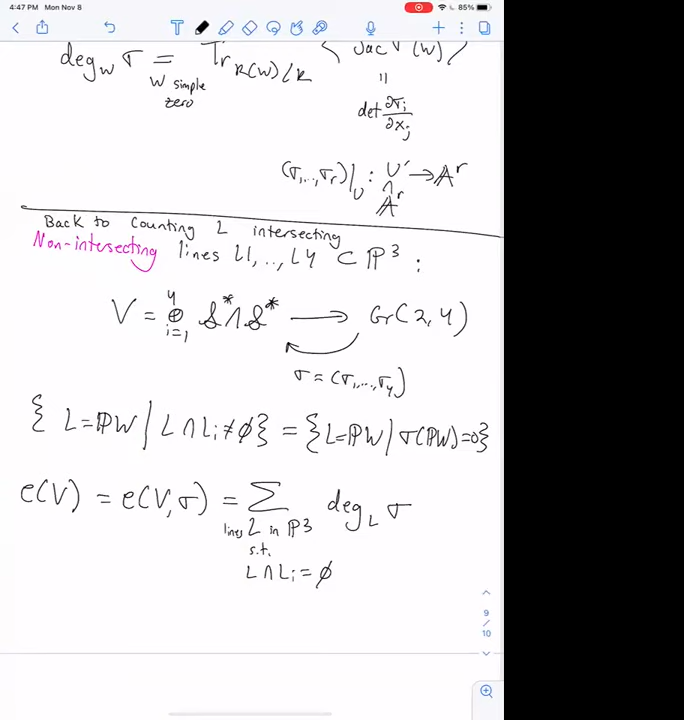 4:47 PM Mon Nov 8
85%
deg_W σ = Tr_{k(W)/k} ⟨ Jac σ (W) ⟩
W simple
zero
||
det ∂σ_i / ∂x_j
(σ_1, ..., σ_r)|_U : U' → A^r
∩
A^r
Back to Counting L intersecting
Non-intersecting lines L1, .., L4 ⊂ P^3 :
V = ⊕_{i=1}^{4} S^* ∧ S^* → Gr(2,4)
σ = (σ_1, ..., σ_4)
{ L = PW | L ∩ L_i ≠ ∅ } = { L = PW | σ(PW) = 0 }
e(V) = e(V, σ) = Σ deg_L σ
lines L in P3
s.t.
L ∩ L_i = ∅
9
/
10